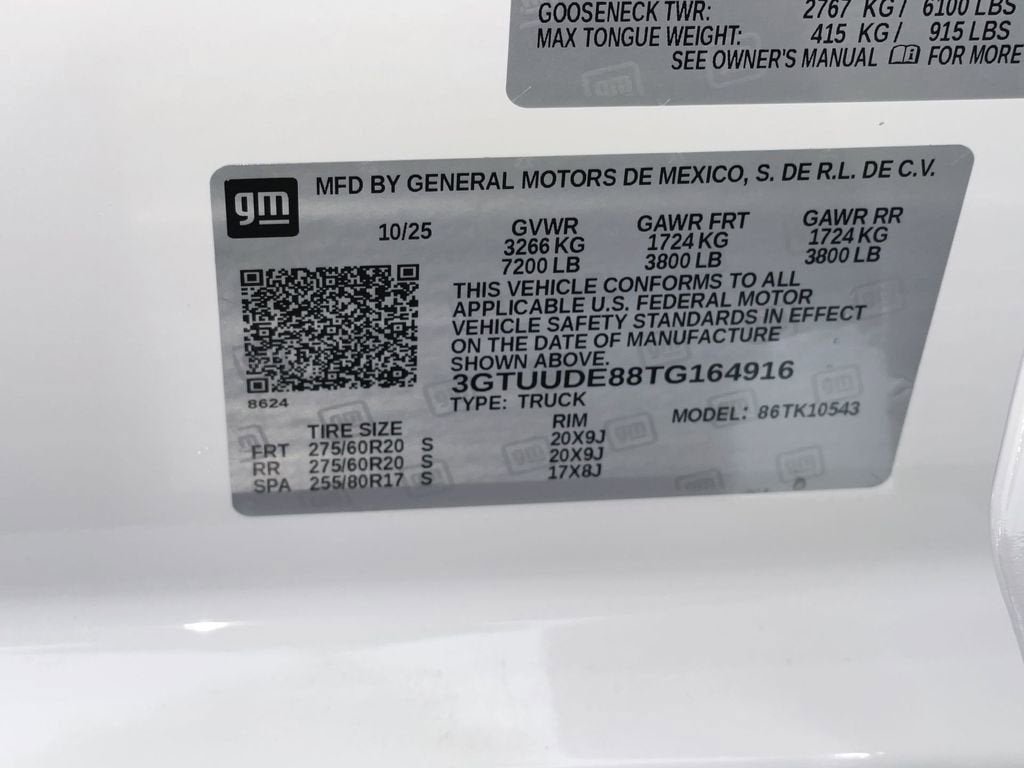 GOOSENECK TWR: 2767 KG / 6100 LBS
MAX TONGUE WEIGHT: 415 KG / 915 LBS
SEE OWNER'S MANUAL FOR MORE
gm MFD BY GENERAL MOTORS DE MEXICO, S. DE R.L. DE C.V.
10/25 GVWR GAWR FRT GAWR RR
3266 KG 1724 KG 1724 KG
7200 LB 3800 LB 3800 LB
THIS VEHICLE CONFORMS TO ALL
APPLICABLE U.S. FEDERAL MOTOR
VEHICLE SAFETY STANDARDS IN EFFECT
ON THE DATE OF MANUFACTURE
SHOWN ABOVE.
3GTUUDE88TG164916
8624
TYPE: TRUCK MODEL: 86TK10543
TIRE SIZE RIM
FRT 275/60R20 S 20X9J
RR 275/60R20 S 20X9J
SPA 255/80R17 S 17X8J